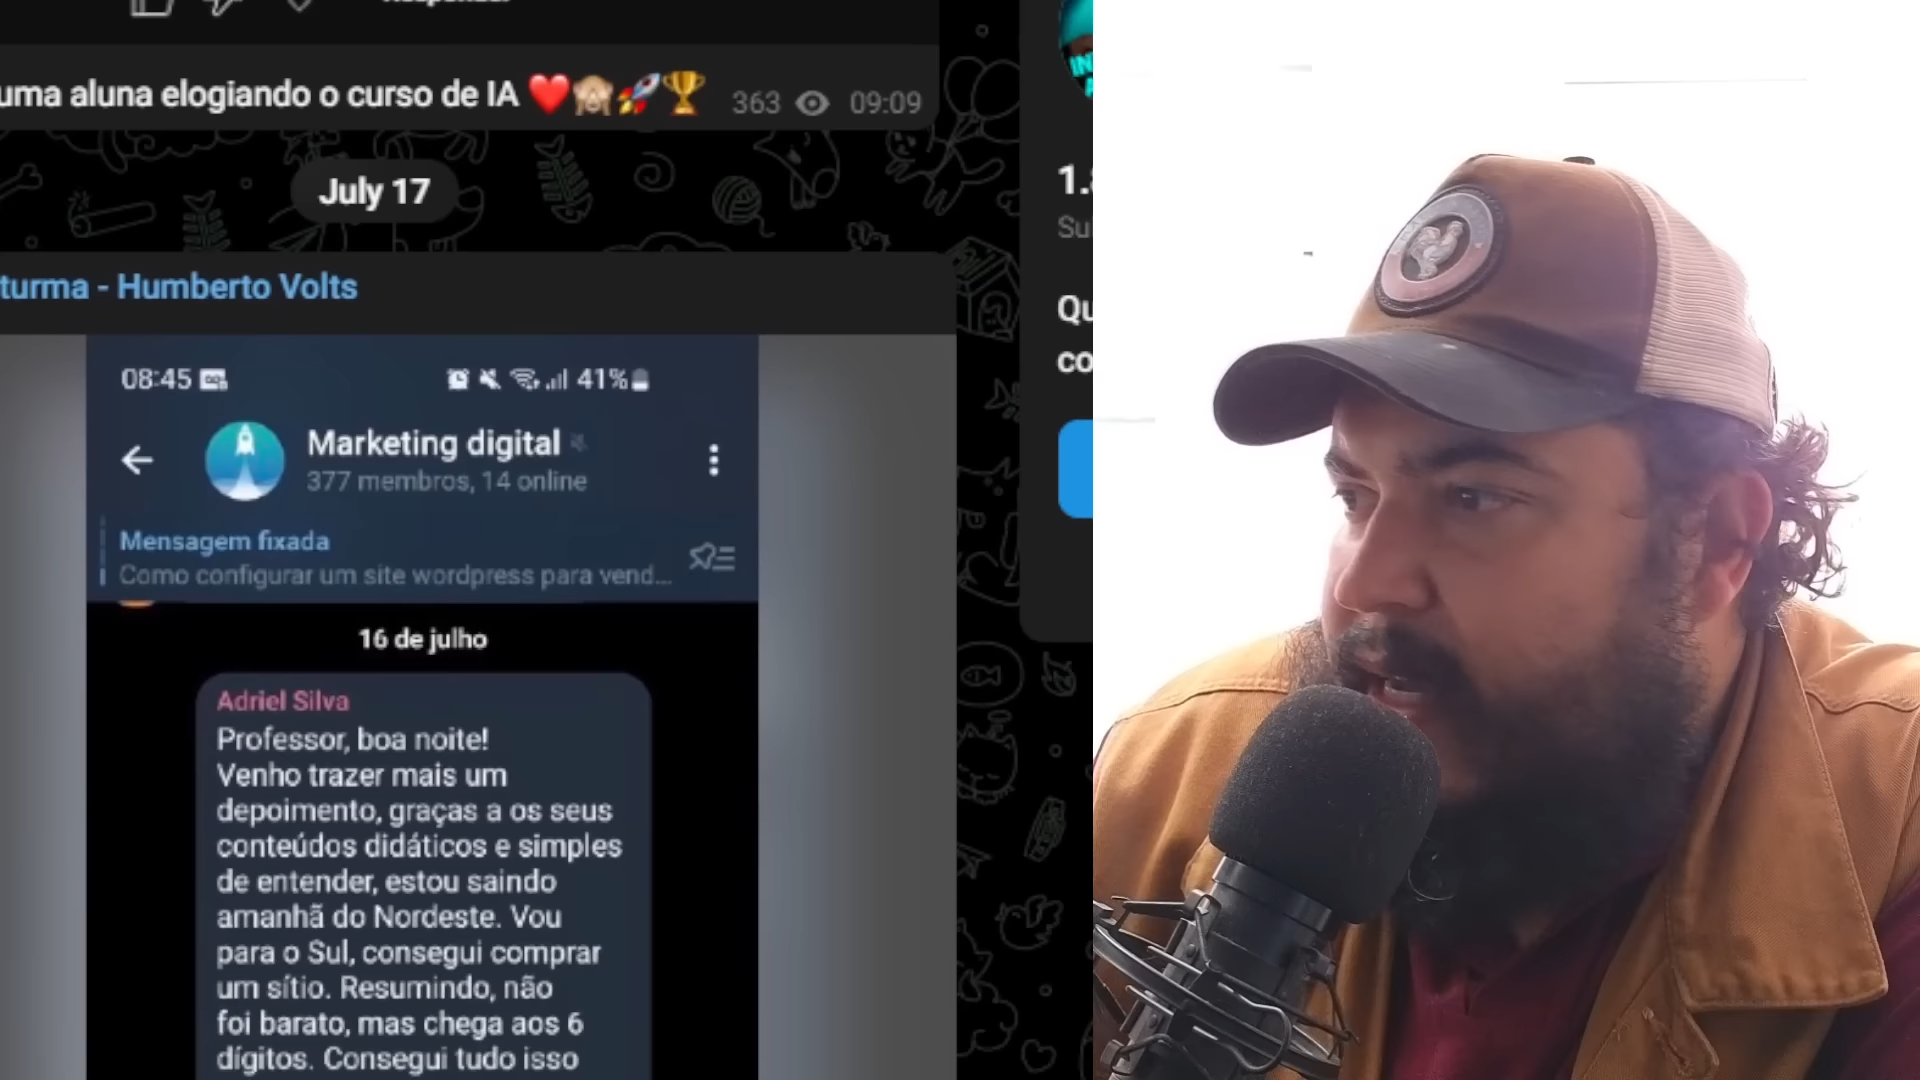 uma aluna elogiando o curso de IA ❤️🙈🚀🏆 363 09:09
July 17
turma - Humberto Volts
08:45 41%
Marketing digital
377 membros, 14 online
Mensagem fixada
Como configurar um site wordpress para vend...
16 de julho
Adriel Silva
Professor, boa noite!
Venho trazer mais um
depoimento, graças a os seus
conteúdos didáticos e simples
de entender, estou saindo
amanhã do Nordeste. Vou
para o Sul, consegui comprar
um sítio. Resumindo, não
foi barato, mas chega aos 6
dígitos. Consegui tudo isso
1.
Su
Qu
co
IN